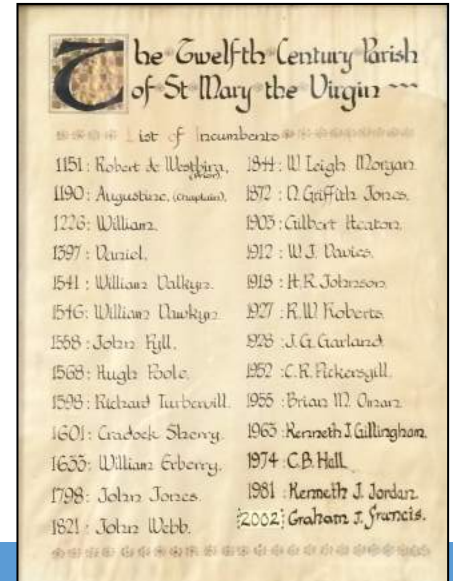 The Twelfth Century Parish
of St Mary the Virgin
List of Incumbents
1151: Robert de Westbira, (Prior)
1190: Augustine, (Chaplain),
1226: William,
1397: Daniel,
1541: William Dalkyn.
1546: William Dawkyn.
1558: John Kyll,
1568: Hugh Poole,
1598: Richard Turbervill.
1601: Cradock Sherry.
1635: William Erberry.
1798: John Jones.
1821: John Webb.
1844: W Leigh Morgan.
1872: Griffith Jones.
1903: Gilbert Heaton.
1912: W.J. Davies.
1918: H.R. Johnson.
1927: R.W. Roberts.
1928: J.G. Garland.
1952: C.R. Pickersgill.
1955: Brian M. Oman
1963: Kenneth J. Gillingham.
1974: C.B. Hall
1981: Kenneth J. Jordan.
2002: Graham J. Francis.